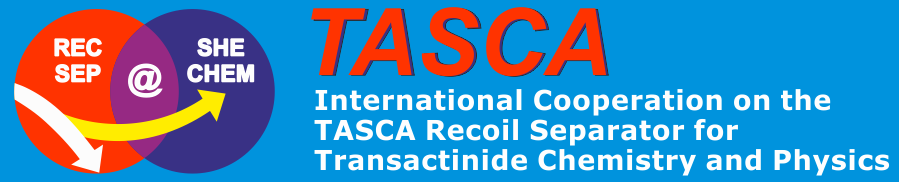 REC
SEP
@
SHE
CHEM
TASCA
International Cooperation on the
TASCA Recoil Separator for
Transactinide Chemistry and Physics